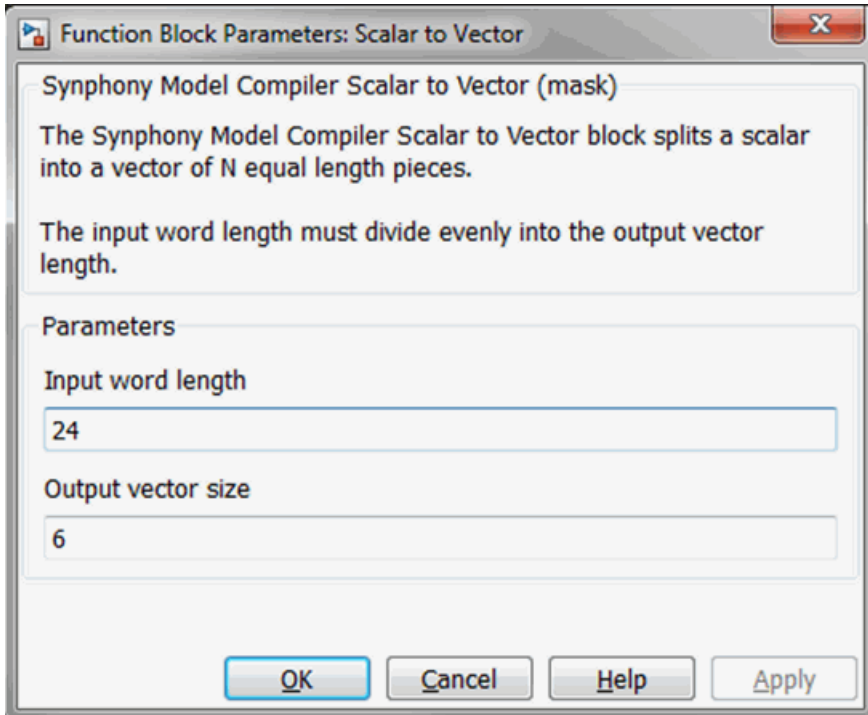 Function Block Parameters: Scalar to Vector
Synphony Model Compiler Scalar to Vector (mask)
The Synphony Model Compiler Scalar to Vector block splits a scalar
into a vector of N equal length pieces.
The input word length must divide evenly into the output vector
length.
Parameters
Input word length
24
Output vector size
6
OK
Cancel
Help
Apply